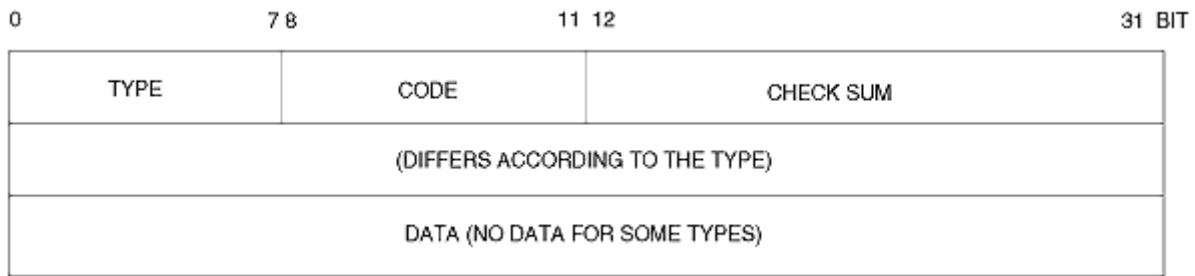 0 7 8 11 12 31 BIT
TYPE CODE CHECK SUM
(DIFFERS ACCORDING TO THE TYPE)
DATA (NO DATA FOR SOME TYPES)